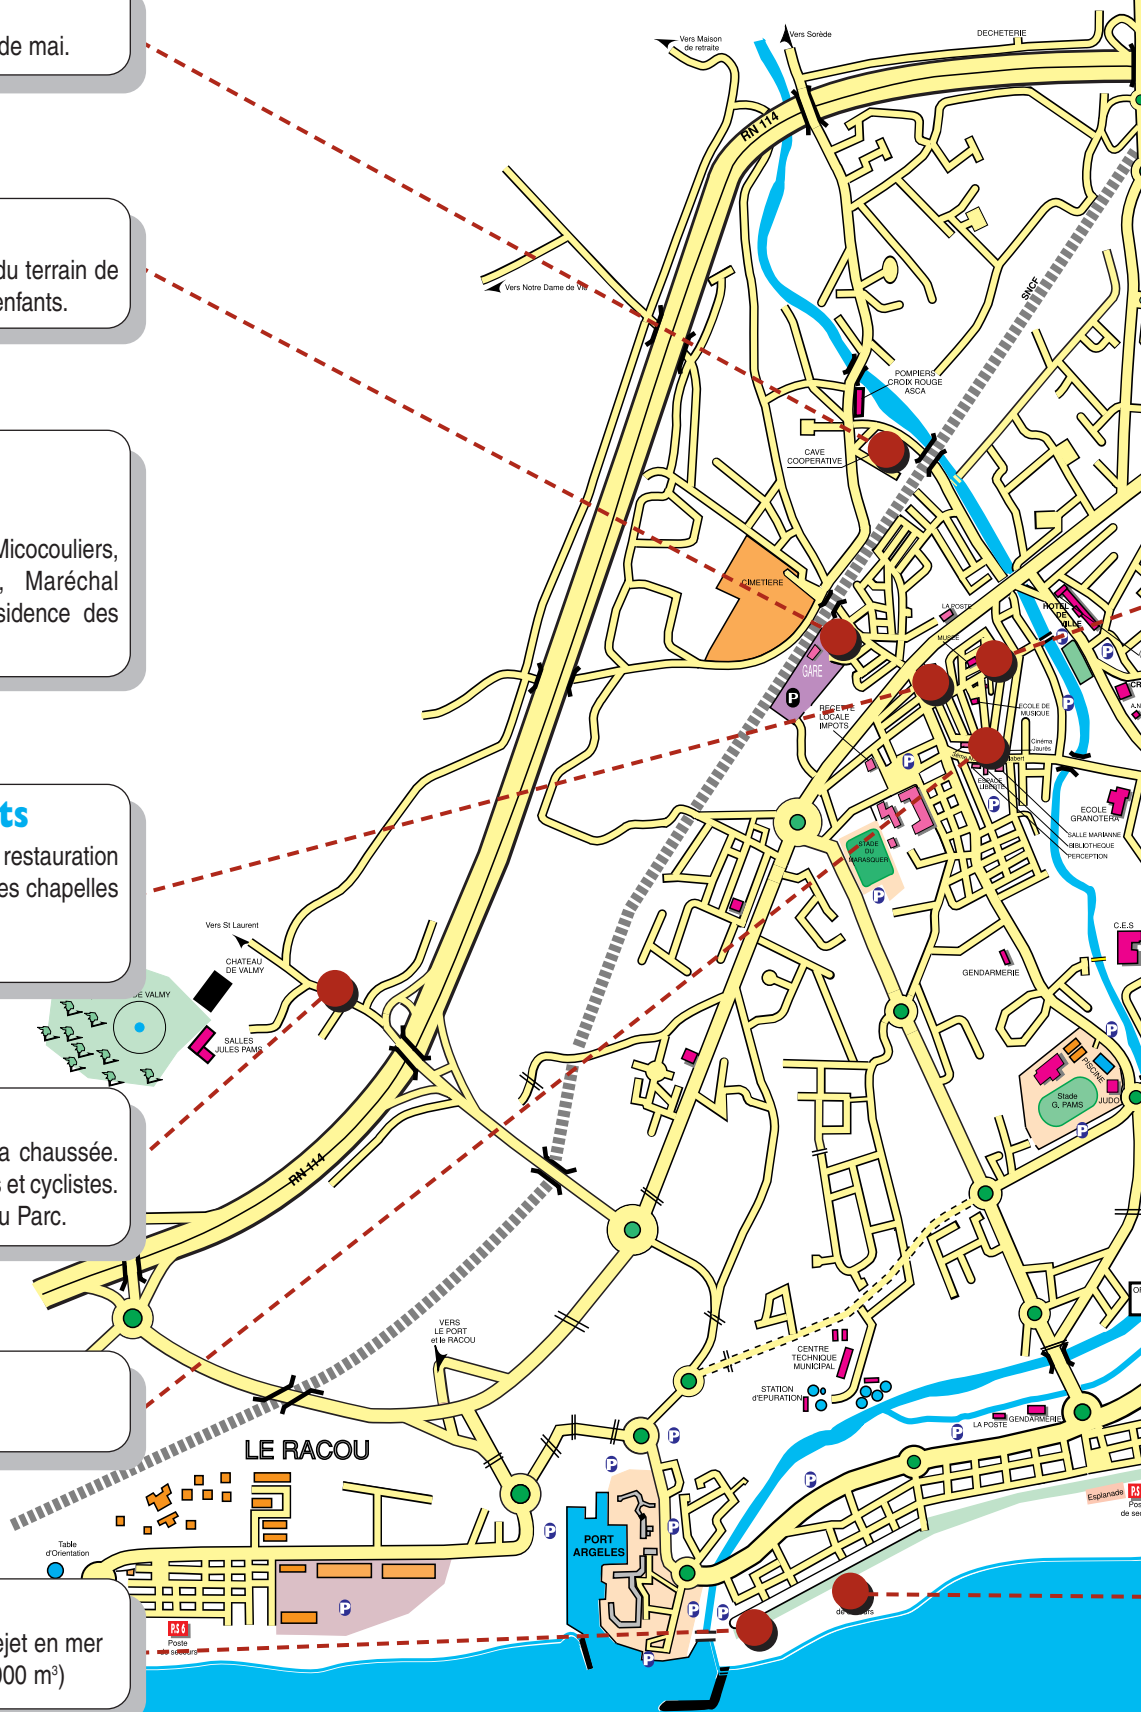 de mai.
du terrain de
enfants.
Micocouliers,
, Maréchal
sidence des
ts
restauration
es chapelles
a chaussée.
s et cyclistes.
u Parc.
ejet en mer
000 m³)
Vers Maison
de retraite
Vers Sorède
DECHETERIE
RN 114
SNCF
Vers Notre Dame de Vie
POMPIERS
CROIX ROUGE
ASCA
CAVE
COOPERATIVE
CIMETIERE
LA POSTE
HOTEL
DE
VILLE
MUSEE
GARE
P
RECETTE
LOCALE
IMPOTS
ECOLE DE
MUSIQUE
Cinéma
Jaurès
ESPACE
LIBERTE
ECOLE
GRANOTERA
SALLE MARIANNE
BIBLIOTHEQUE
PERCEPTION
STADE
DU
MARASQUER
C.E.S
GENDARMERIE
Vers St Laurent
CHATEAU
DE VALMY
DE VALMY
SALLES
JULES PAMS
PISCINE
JUDO
Stade
G. PAMS
RN 114
VERS
LE PORT
et le RACOU
CENTRE
TECHNIQUE
MUNICIPAL
STATION
D'EPURATION
LA POSTE
GENDARMERIE
LE RACOU
Esplanade
Table
d'Orientation
PORT
ARGELES
P.S 6
Poste
de secours